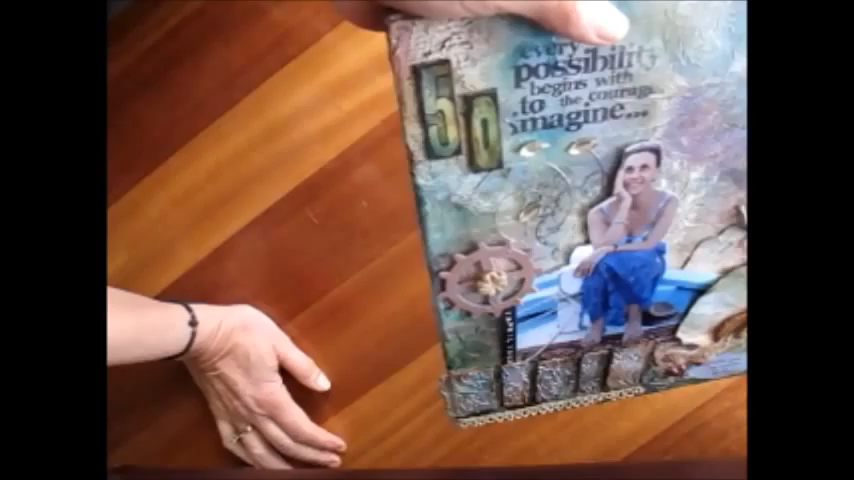 every
possibility
begins with
to the courage
imagine...
50